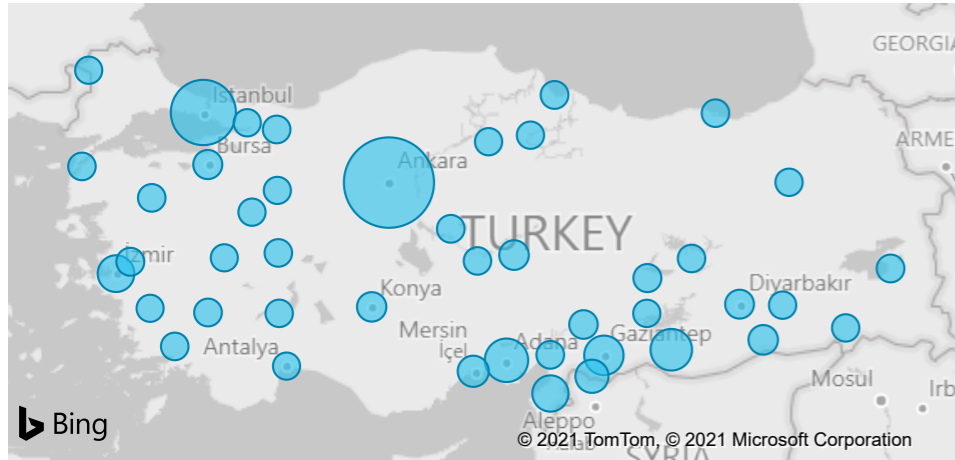 GEORGIA
Istanbul
Bursa
ARME
Ankara
TURKEY
İzmir
Konya
Diyarbakır
Mersin
İçel
Adana
Gaziantep
Antalya
Mosul
Irb
Aleppo
Halab
SYRIA
Bing
© 2021 TomTom, © 2021 Microsoft Corporation